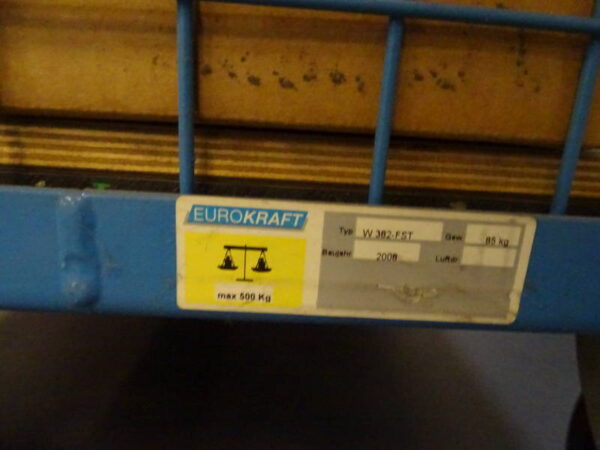 EUROKRAFT
max 500 Kg
Typ W 382-FST Gew. 85 kg
Baujahr 2008 Luftdr.